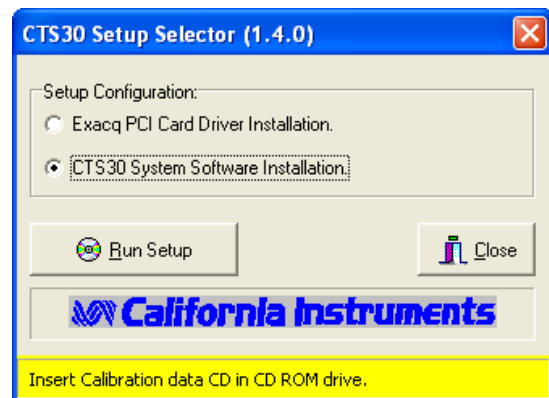 CTS30 Setup Selector (1.4.0)
Setup Configuration:
Exacq PCI Card Driver Installation.
CTS30 System Software Installation.
Run Setup
Close
California Instruments
Insert Calibration data CD in CD ROM drive.